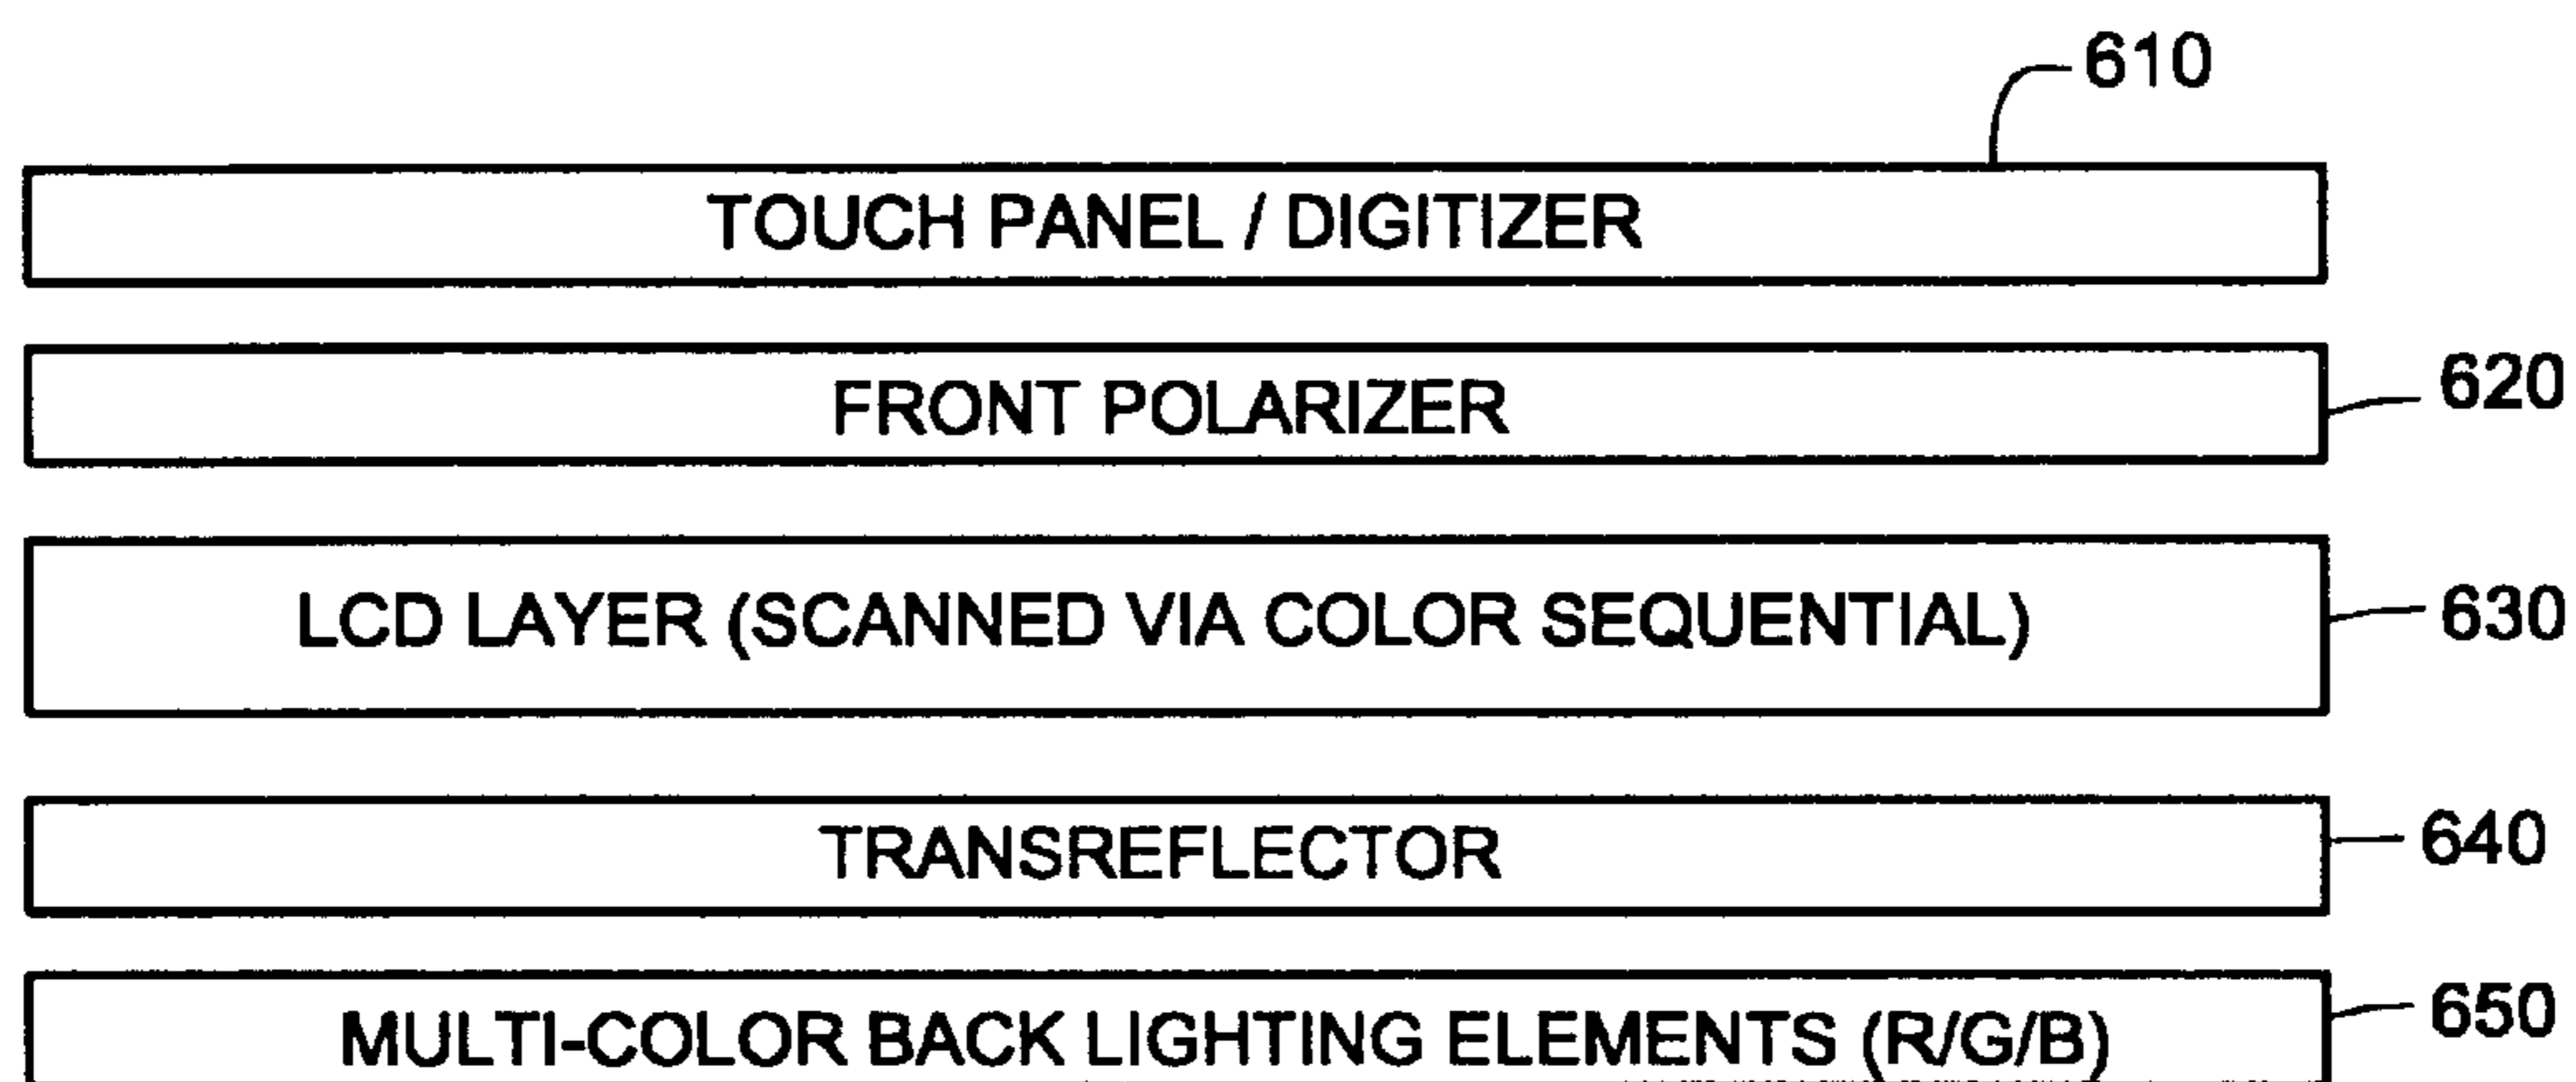 610
TOUCH PANEL / DIGITIZER
FRONT POLARIZER
620
LCD LAYER (SCANNED VIA COLOR SEQUENTIAL)
630
TRANSREFLECTOR
640
MULTI-COLOR BACK LIGHTING ELEMENTS (R/G/B)
650